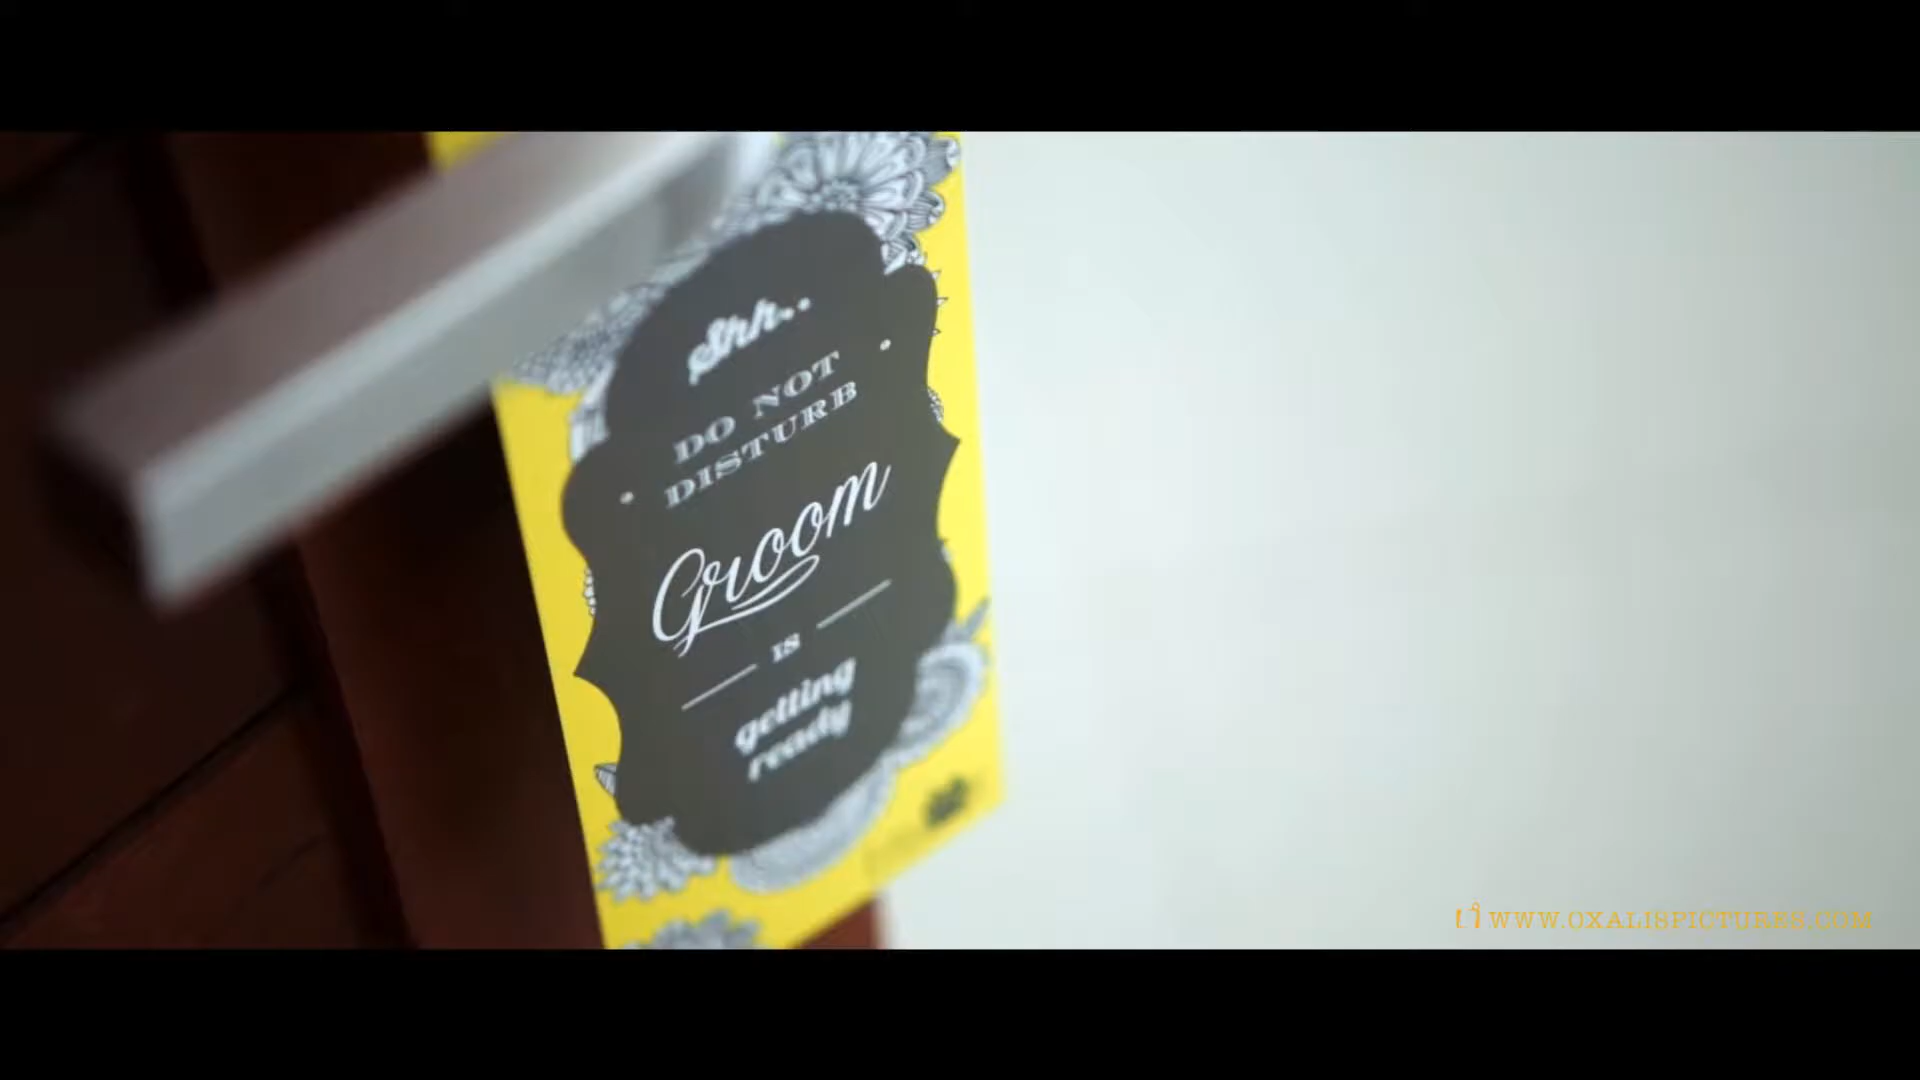 Shh..
DO NOT
DISTURB
Groom
IS
getting
ready
WWW.OXALISPICTURES.COM